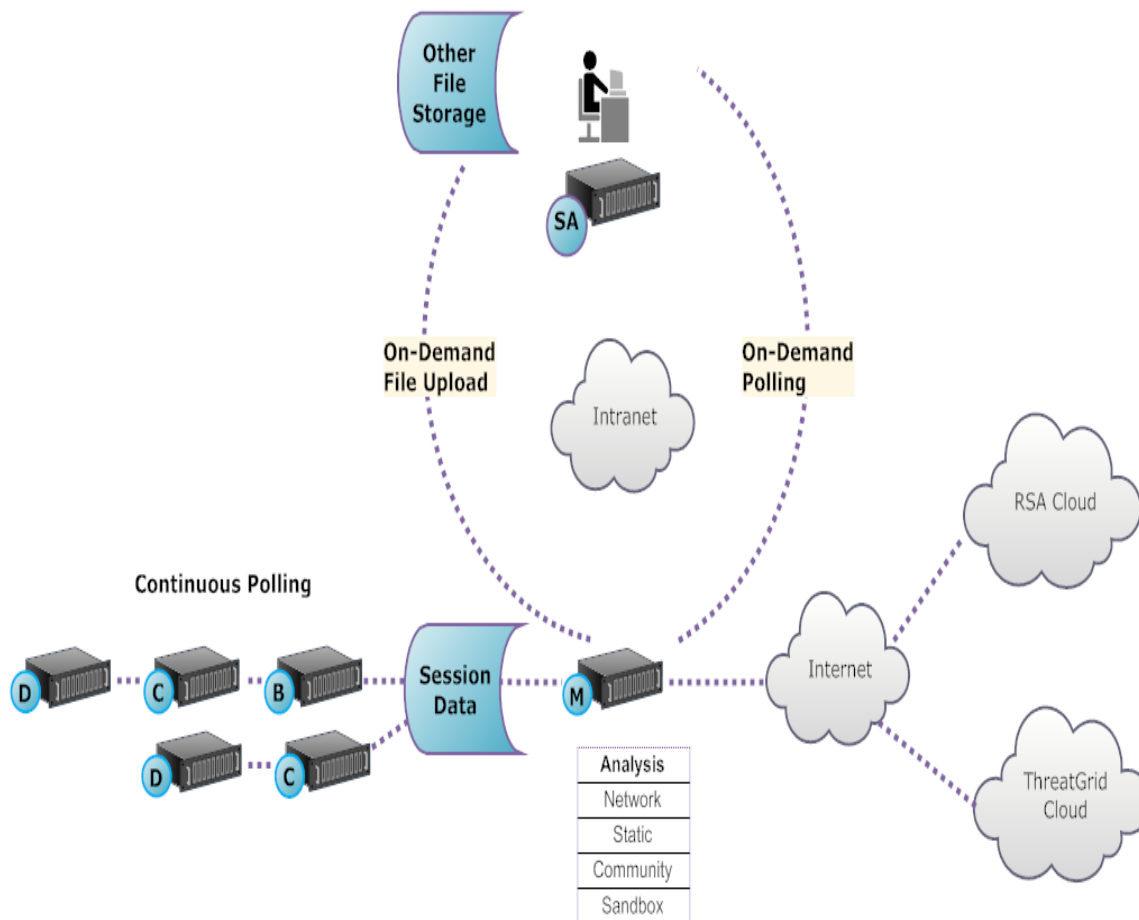 Other
File
Storage
SA
On-Demand
File Upload
On-Demand
Polling
Intranet
RSA Cloud
Continuous Polling
D
C
B
Session
Data
M
Internet
D
C
Analysis
Network
Static
Community
Sandbox
ThreatGrid
Cloud